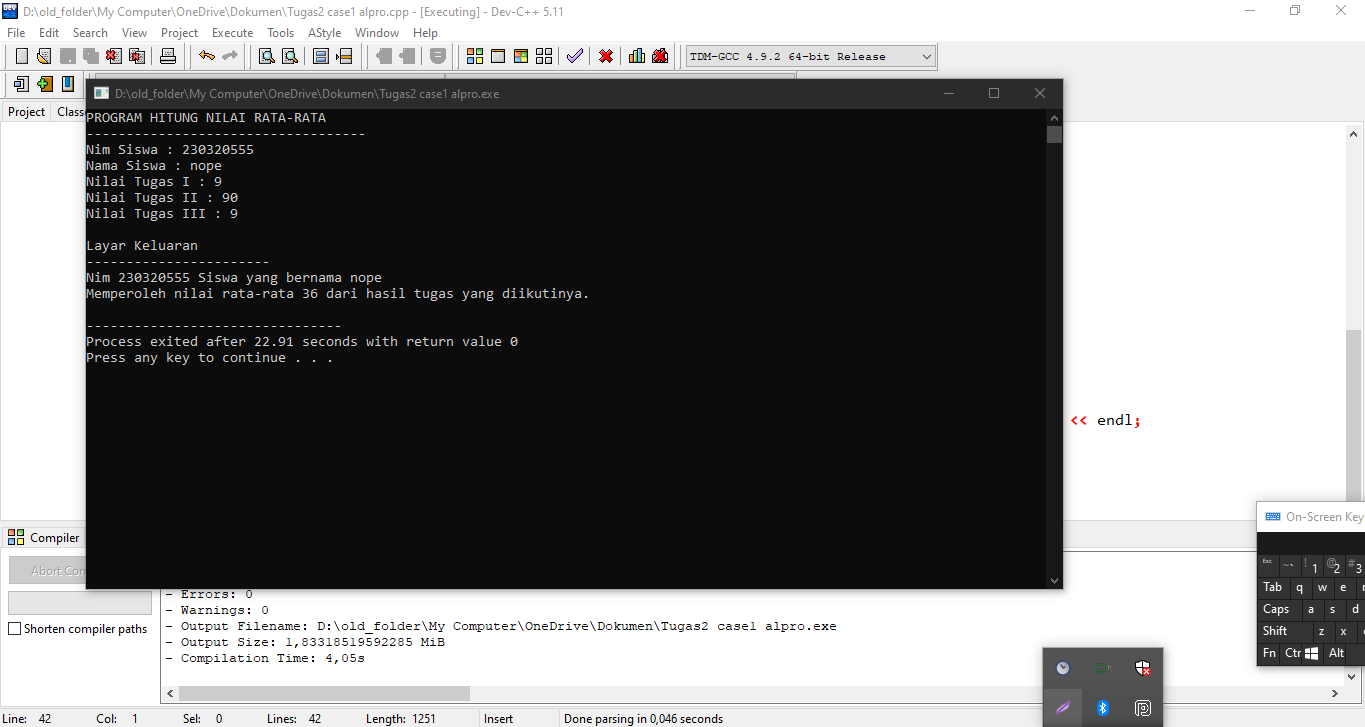 D:\old_folder\My Computer\OneDrive\Dokumen\Tugas2 case1 alpro.cpp - [Executing] - Dev-C++ 5.11
File Edit Search View Project Execute Tools AStyle Window Help
TDM-GCC 4.9.2 64-bit Release
Project Class
D:\old_folder\My Computer\OneDrive\Dokumen\Tugas2 case1 alpro.exe
PROGRAM HITUNG NILAI RATA-RATA
-----------------------------------
Nim Siswa : 230320555
Nama Siswa : nope
Nilai Tugas I : 9
Nilai Tugas II : 90
Nilai Tugas III : 9
Layar Keluaran
-----------------------
Nim 230320555 Siswa yang bernama nope
Memperoleh nilai rata-rata 36 dari hasil tugas yang diikutinya.
--------------------------------
Process exited after 22.91 seconds with return value 0
Press any key to continue . . .
<< endl;
On-Screen Key
Esc ~ ` ! 1 @ 2 # 3
Tab q w e
Caps a s d
Shift z x
Fn Ctr Alt
Compiler
Abort Con
Shorten compiler paths
- Errors: 0
- Warnings: 0
- Output Filename: D:\old_folder\My Computer\OneDrive\Dokumen\Tugas2 case1 alpro.exe
- Output Size: 1,83318519592285 MiB
- Compilation Time: 4,05s
Line: 42 Col: 1 Sel: 0 Lines: 42 Length: 1251 Insert Done parsing in 0,046 seconds